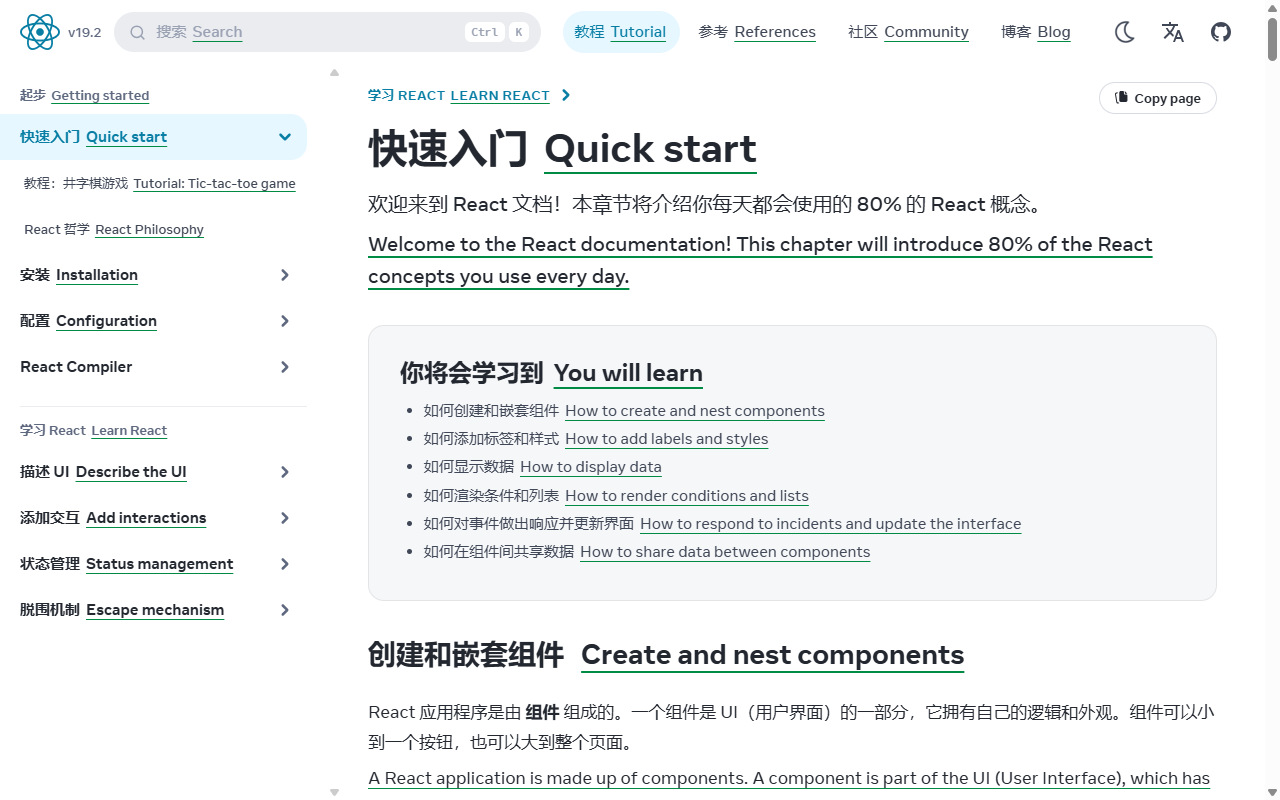 v19.2
搜索 Search
Ctrl K
教程 Tutorial
参考 References
社区 Community
博客 Blog
起步 Getting started
快速入门 Quick start
教程：井字棋游戏 Tutorial: Tic-tac-toe game
React 哲学 React Philosophy
安装 Installation
配置 Configuration
React Compiler
学习 React Learn React
描述 UI Describe the UI
添加交互 Add interactions
状态管理 Status management
脱围机制 Escape mechanism
学习 REACT LEARN REACT
Copy page
快速入门 Quick start
欢迎来到 React 文档！本章节将介绍你每天都会使用的 80% 的 React 概念。
Welcome to the React documentation! This chapter will introduce 80% of the React
concepts you use every day.
你将会学习到 You will learn
如何创建和嵌套组件 How to create and nest components
如何添加标签和样式 How to add labels and styles
如何显示数据 How to display data
如何渲染条件和列表 How to render conditions and lists
如何对事件做出响应并更新界面 How to respond to incidents and update the interface
如何在组件间共享数据 How to share data between components
创建和嵌套组件 Create and nest components
React 应用程序是由 组件 组成的。一个组件是 UI（用户界面）的一部分，它拥有自己的逻辑和外观。组件可以小
到一个按钮，也可以大到整个页面。
A React application is made up of components. A component is part of the UI (User Interface), which has